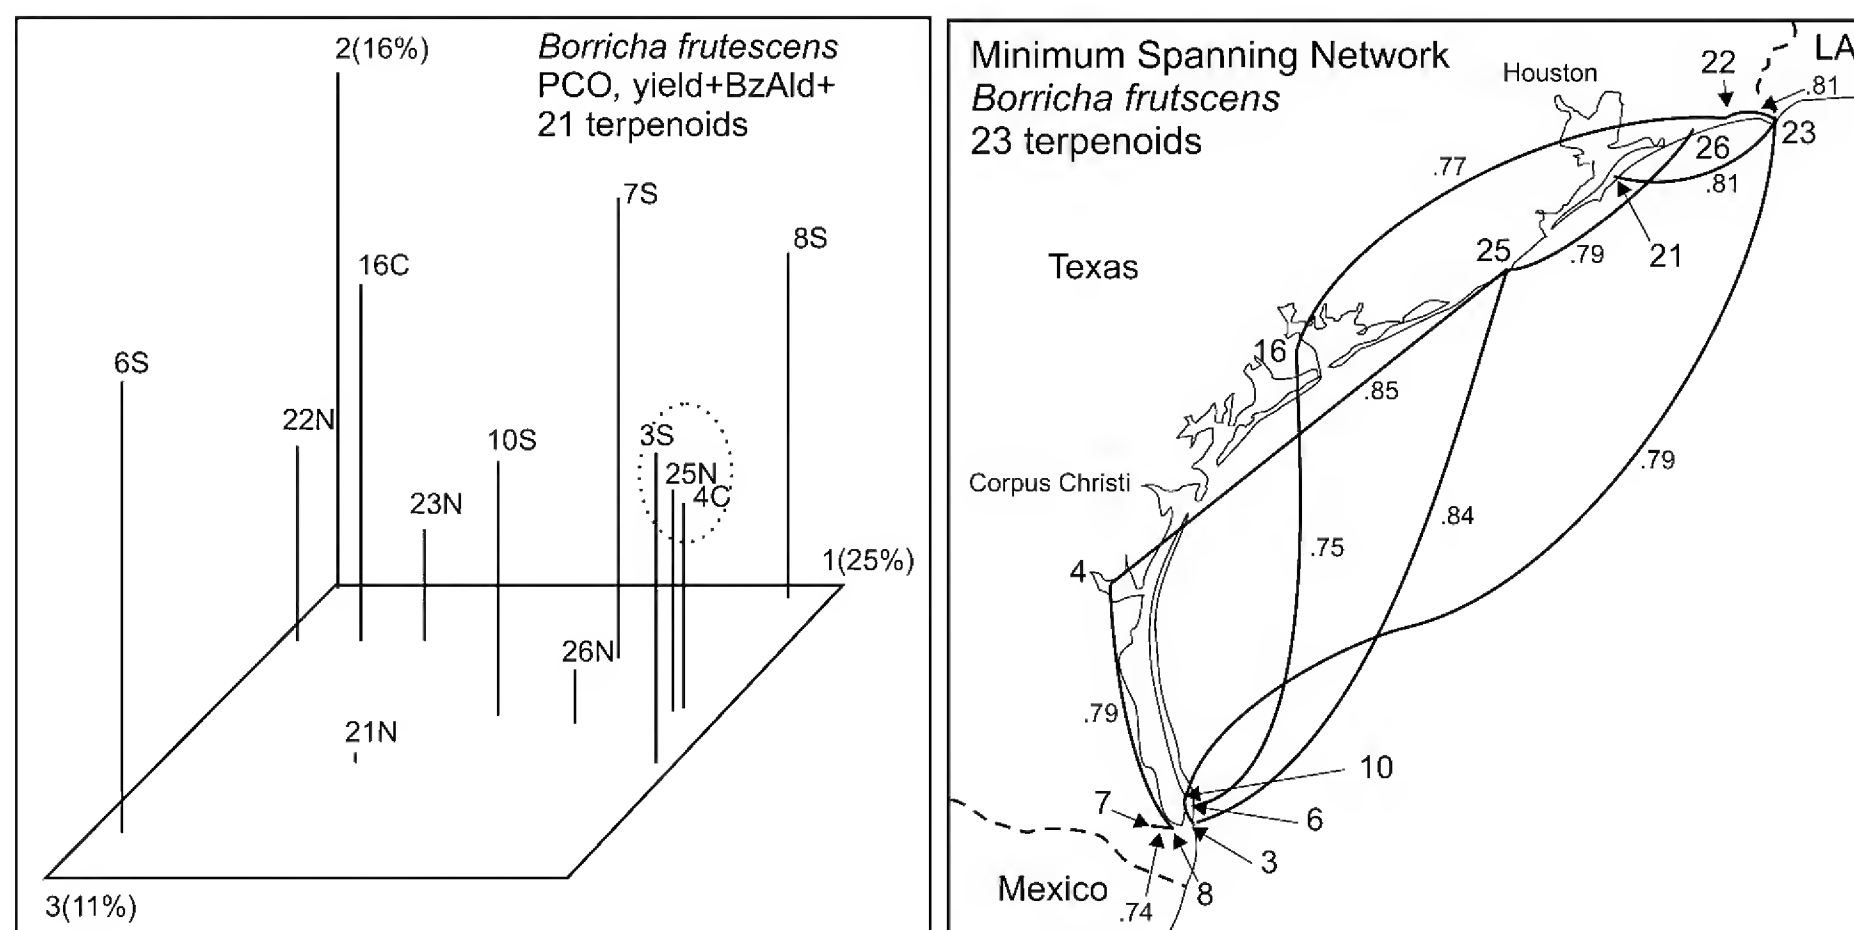 2(16%)
Borricha frutescens
PCO, yield+BzAld+
21 terpenoids
7S
8S
16C
6S
22N
10S
3S
25N
4C
23N
1(25%)
26N
21N
3(11%)
Minimum Spanning Network
Borricha frutscens
23 terpenoids
Houston
22
LA
.81
23
26
.77
.81
25
.79
21
Texas
16
.85
.79
Corpus Christi
.84
.75
4
.79
10
7
6
3
Mexico
8
.74